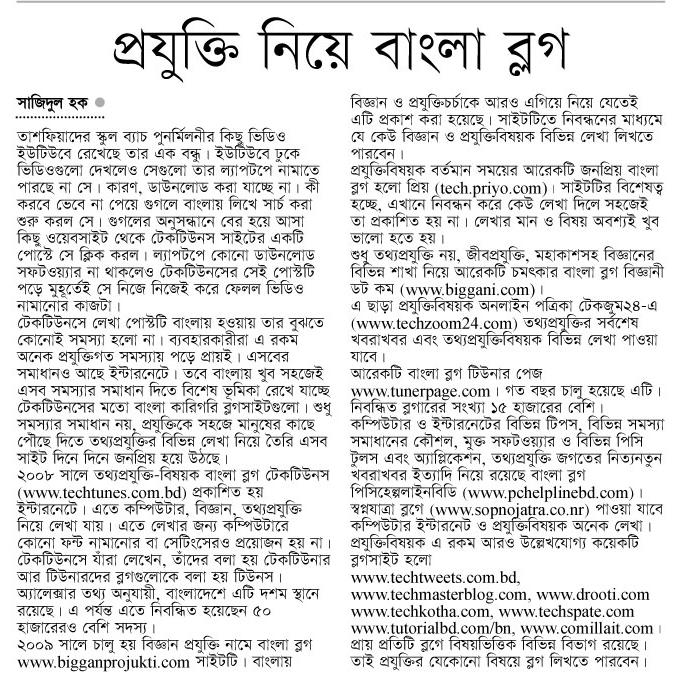 প্রযুক্তি নিয়ে বাংলা ব্লগ
সাজিদুল হক
তাশফিয়াদের স্কুল ব্যাচ পুনর্মিলনীর কিছু ভিডিও
ইউটিউবে রেখেছে তার এক বন্ধু। ইউটিউবে ঢুকে
ভিডিওগুলো দেখলেও সেগুলো তার ল্যাপটপে নামাতে
পারছে না সে। কারণ, ডাউনলোড করা যাচ্ছে না। কী
করবে ভেবে না পেয়ে গুগলে বাংলায় লিখে সার্চ করা
শুরু করল সে। গুগলের অনুসন্ধানে বের হয়ে আসা
কিছু ওয়েবসাইট থেকে টেকটিউনস সাইটের একটি
পোস্টে সে ক্লিক করল। ল্যাপটপে কোনো ডাউনলোড
সফটওয়্যার না থাকলেও টেকটিউনসের সেই পোস্টটি
পড়ে মুহূর্তেই সে নিজে নিজেই করে ফেলল ভিডিও
নামানোর কাজটা।
টেকটিউনসে লেখা পোস্টটি বাংলায় হওয়ায় তার বুঝতে
কোনোই সমস্যা হলো না। ব্যবহারকারীরা এ রকম
অনেক প্রযুক্তিগত সমস্যায় পড়ে প্রায়ই। এসবের
সমাধানও আছে ইন্টারনেটে। তবে বাংলায় খুব সহজেই
এসব সমস্যার সমাধান দিতে বিশেষ ভূমিকা রেখে যাচ্ছে
টেকটিউনসের মতো বাংলা কারিগরি ব্লগসাইটগুলো। শুধু
সমস্যার সমাধান নয়, প্রযুক্তিকে সহজে মানুষের কাছে
পৌঁছে দিতে তথ্যপ্রযুক্তির বিভিন্ন লেখা নিয়ে তৈরি এসব
সাইট দিনে দিনে জনপ্রিয় হয়ে উঠছে।
২০০৮ সালে তথ্যপ্রযুক্তি-বিষয়ক বাংলা ব্লগ টেকটিউনস
(www.techtunes.com.bd) প্রকাশিত হয়
ইন্টারনেটে। এতে কম্পিউটার, বিজ্ঞান, তথ্যপ্রযুক্তি
নিয়ে লেখা যায়। এতে লেখার জন্য কম্পিউটারে
কোনো ফন্ট নামানোর বা সেটিংসেরও প্রয়োজন হয় না।
টেকটিউনসে যাঁরা লেখেন, তাঁদের বলা হয় টেকটিউনার
আর টিউনারদের ব্লগগুলোকে বলা হয় টিউনস।
অ্যালেক্সার তথ্য অনুযায়ী, বাংলাদেশে এটি দশম স্থানে
রয়েছে। এ পর্যন্ত এতে নিবন্ধিত হয়েছেন ৫০
হাজারেরও বেশি সদস্য।
২০০৯ সালে চালু হয় বিজ্ঞান প্রযুক্তি নামে বাংলা ব্লগ
www.bigganprojukti.com সাইটটি। বাংলায়
বিজ্ঞান ও প্রযুক্তিচর্চাকে আরও এগিয়ে নিয়ে যেতেই
এটি প্রকাশ করা হয়েছে। সাইটটিতে নিবন্ধনের মাধ্যমে
যে কেউ বিজ্ঞান ও প্রযুক্তিবিষয়ক বিভিন্ন লেখা লিখতে
পারবেন।
প্রযুক্তিবিষয়ক বর্তমান সময়ের আরেকটি জনপ্রিয় বাংলা
ব্লগ হলো প্রিয় (tech.priyo.com)। সাইটটির বিশেষত্ব
হচ্ছে, এখানে নিবন্ধন করে কেউ লেখা দিলে সহজেই
তা প্রকাশিত হয় না। লেখার মান ও বিষয় অবশ্যই খুব
ভালো হতে হয়।
শুধু তথ্যপ্রযুক্তি নয়, জীবপ্রযুক্তি, মহাকাশসহ বিজ্ঞানের
বিভিন্ন শাখা নিয়ে আরেকটি চমৎকার বাংলা ব্লগ বিজ্ঞানী
ডট কম (www.biggani.com)।
এ ছাড়া প্রযুক্তিবিষয়ক অনলাইন পত্রিকা টেকজুম২৪-এ
(www.techzoom24.com) তথ্যপ্রযুক্তির সর্বশেষ
খবরাখবর এবং তথ্যপ্রযুক্তিবিষয়ক বিভিন্ন লেখা পাওয়া
যাবে।
আরেকটি বাংলা ব্লগ টিউনার পেজ
www.tunerpage.com। গত বছর চালু হয়েছে এটি।
নিবন্ধিত ব্লগারের সংখ্যা ১৫ হাজারের বেশি।
কম্পিউটার ও ইন্টারনেটের বিভিন্ন টিপস, বিভিন্ন সমস্যা
সমাধানের কৌশল, মুক্ত সফটওয়্যার ও বিভিন্ন পিসি
টুলস এবং অ্যাপ্লিকেশন, তথ্যপ্রযুক্তি জগতের নিত্যনতুন
খবরাখবর ইত্যাদি নিয়ে রয়েছে বাংলা ব্লগ
পিসিহেল্পলাইনবিডি (www.pchelplinebd.com)।
স্বপ্নযাত্রা ব্লগে (www.sopnojatra.co.nr) পাওয়া যাবে
কম্পিউটার ইন্টারনেট ও প্রযুক্তিবিষয়ক অনেক লেখা।
প্রযুক্তিবিষয়ক এ রকম আরও উল্লেখযোগ্য কয়েকটি
ব্লগসাইট হলো
www.techtweets.com.bd,
www.techmasterblog.com, www.drooti.com
www.techkotha.com, www.techspate.com
www.tutorialbd.com/bn, www.comillait.com।
প্রায় প্রতিটি ব্লগে বিষয়ভিত্তিক বিভিন্ন বিভাগ রয়েছে।
তাই প্রযুক্তির যেকোনো বিষয়ে ব্লগ লিখতে পারবেন।